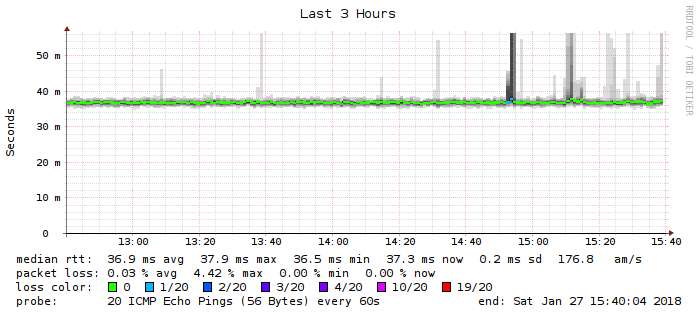 Last 3 Hours
RRDTOOL / TOBI OETIKER
Seconds
50 m
40 m
30 m
20 m
10 m
0
13:00 13:20 13:40 14:00 14:20 14:40 15:00 15:20 15:40
median rtt: 36.9 ms avg 37.9 ms max 36.5 ms min 37.3 ms now 0.2 ms sd 176.8 am/s
packet loss: 0.03 % avg 4.42 % max 0.00 % min 0.00 % now
loss color: 0 1/20 2/20 3/20 4/20 10/20 19/20
probe: 20 ICMP Echo Pings (56 Bytes) every 60s end: Sat Jan 27 15:40:04 2018